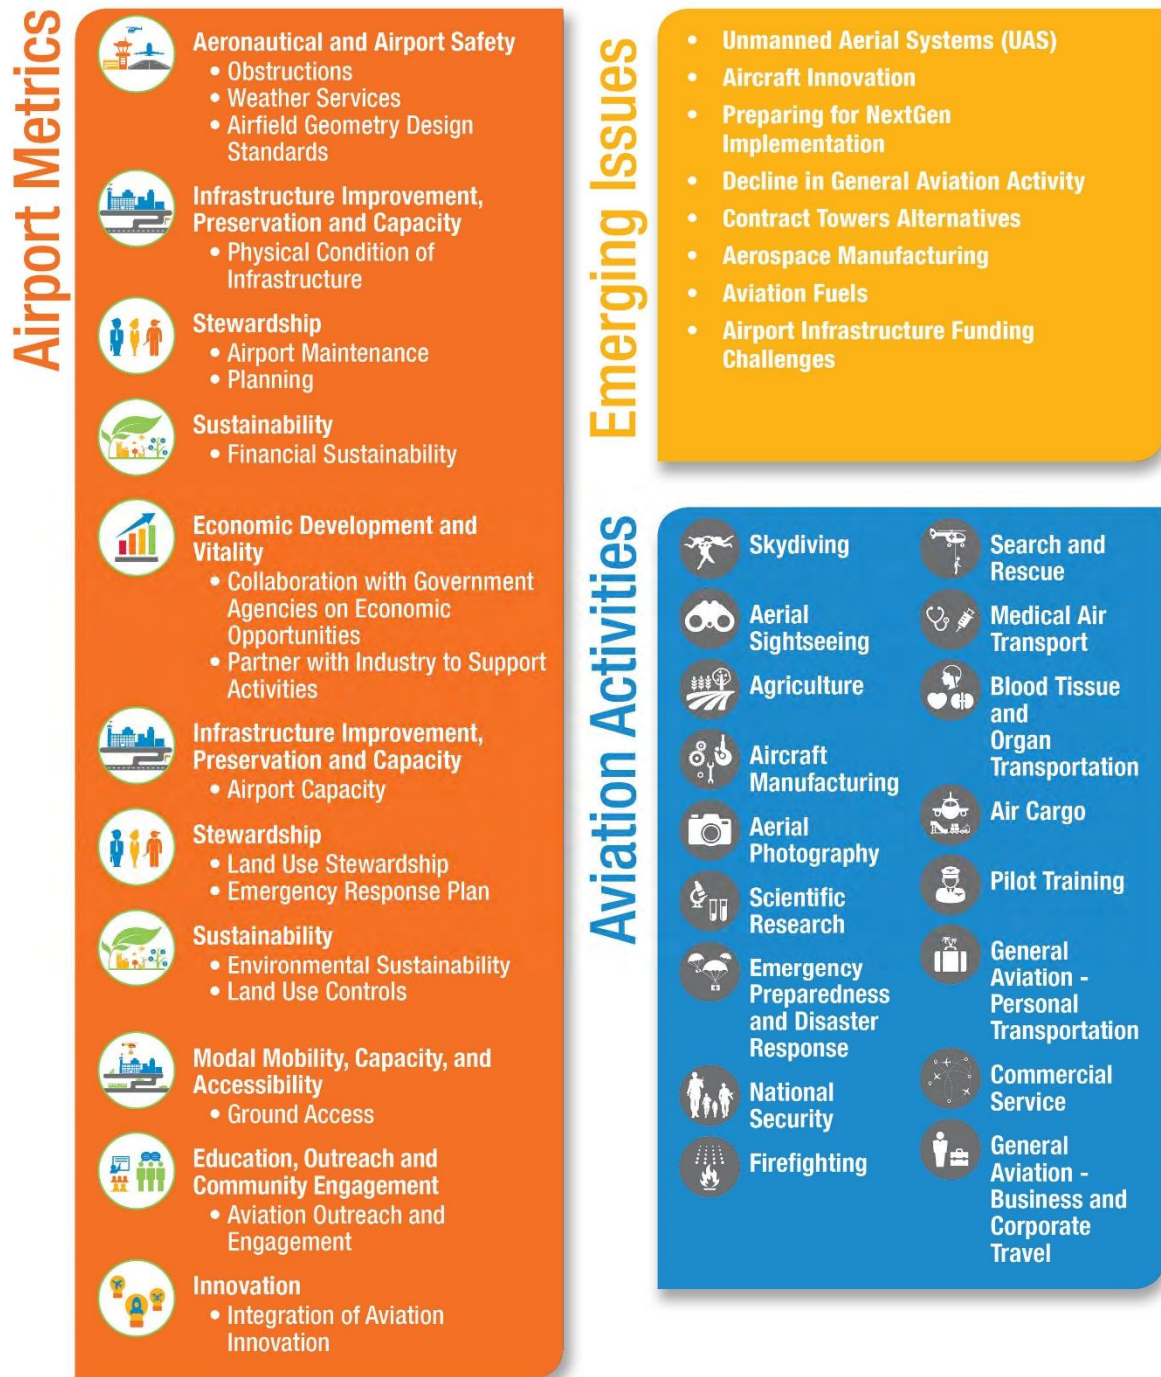 Airport Metrics
Aeronautical and Airport Safety
• Obstructions
• Weather Services
• Airfield Geometry Design
Standards
Infrastructure Improvement,
Preservation and Capacity
• Physical Condition of
Infrastructure
Stewardship
• Airport Maintenance
• Planning
Sustainability
• Financial Sustainability
Economic Development and
Vitality
• Collaboration with Government
Agencies on Economic
Opportunities
• Partner with Industry to Support
Activities
Infrastructure Improvement,
Preservation and Capacity
• Airport Capacity
Stewardship
• Land Use Stewardship
• Emergency Response Plan
Sustainability
• Environmental Sustainability
• Land Use Controls
Modal Mobility, Capacity, and
Accessibility
• Ground Access
Education, Outreach and
Community Engagement
• Aviation Outreach and
Engagement
Innovation
• Integration of Aviation
Innovation
Emerging Issues
• Unmanned Aerial Systems (UAS)
• Aircraft Innovation
• Preparing for NextGen
Implementation
• Decline in General Aviation Activity
• Contract Towers Alternatives
• Aerospace Manufacturing
• Aviation Fuels
• Airport Infrastructure Funding
Challenges
Aviation Activities
Skydiving
Aerial
Sightseeing
Agriculture
Aircraft
Manufacturing
Aerial
Photography
Scientific
Research
Emergency
Preparedness
and Disaster
Response
National
Security
Firefighting
Search and
Rescue
Medical Air
Transport
Blood Tissue
and
Organ
Transportation
Air Cargo
Pilot Training
General
Aviation -
Personal
Transportation
Commercial
Service
General
Aviation -
Business and
Corporate
Travel